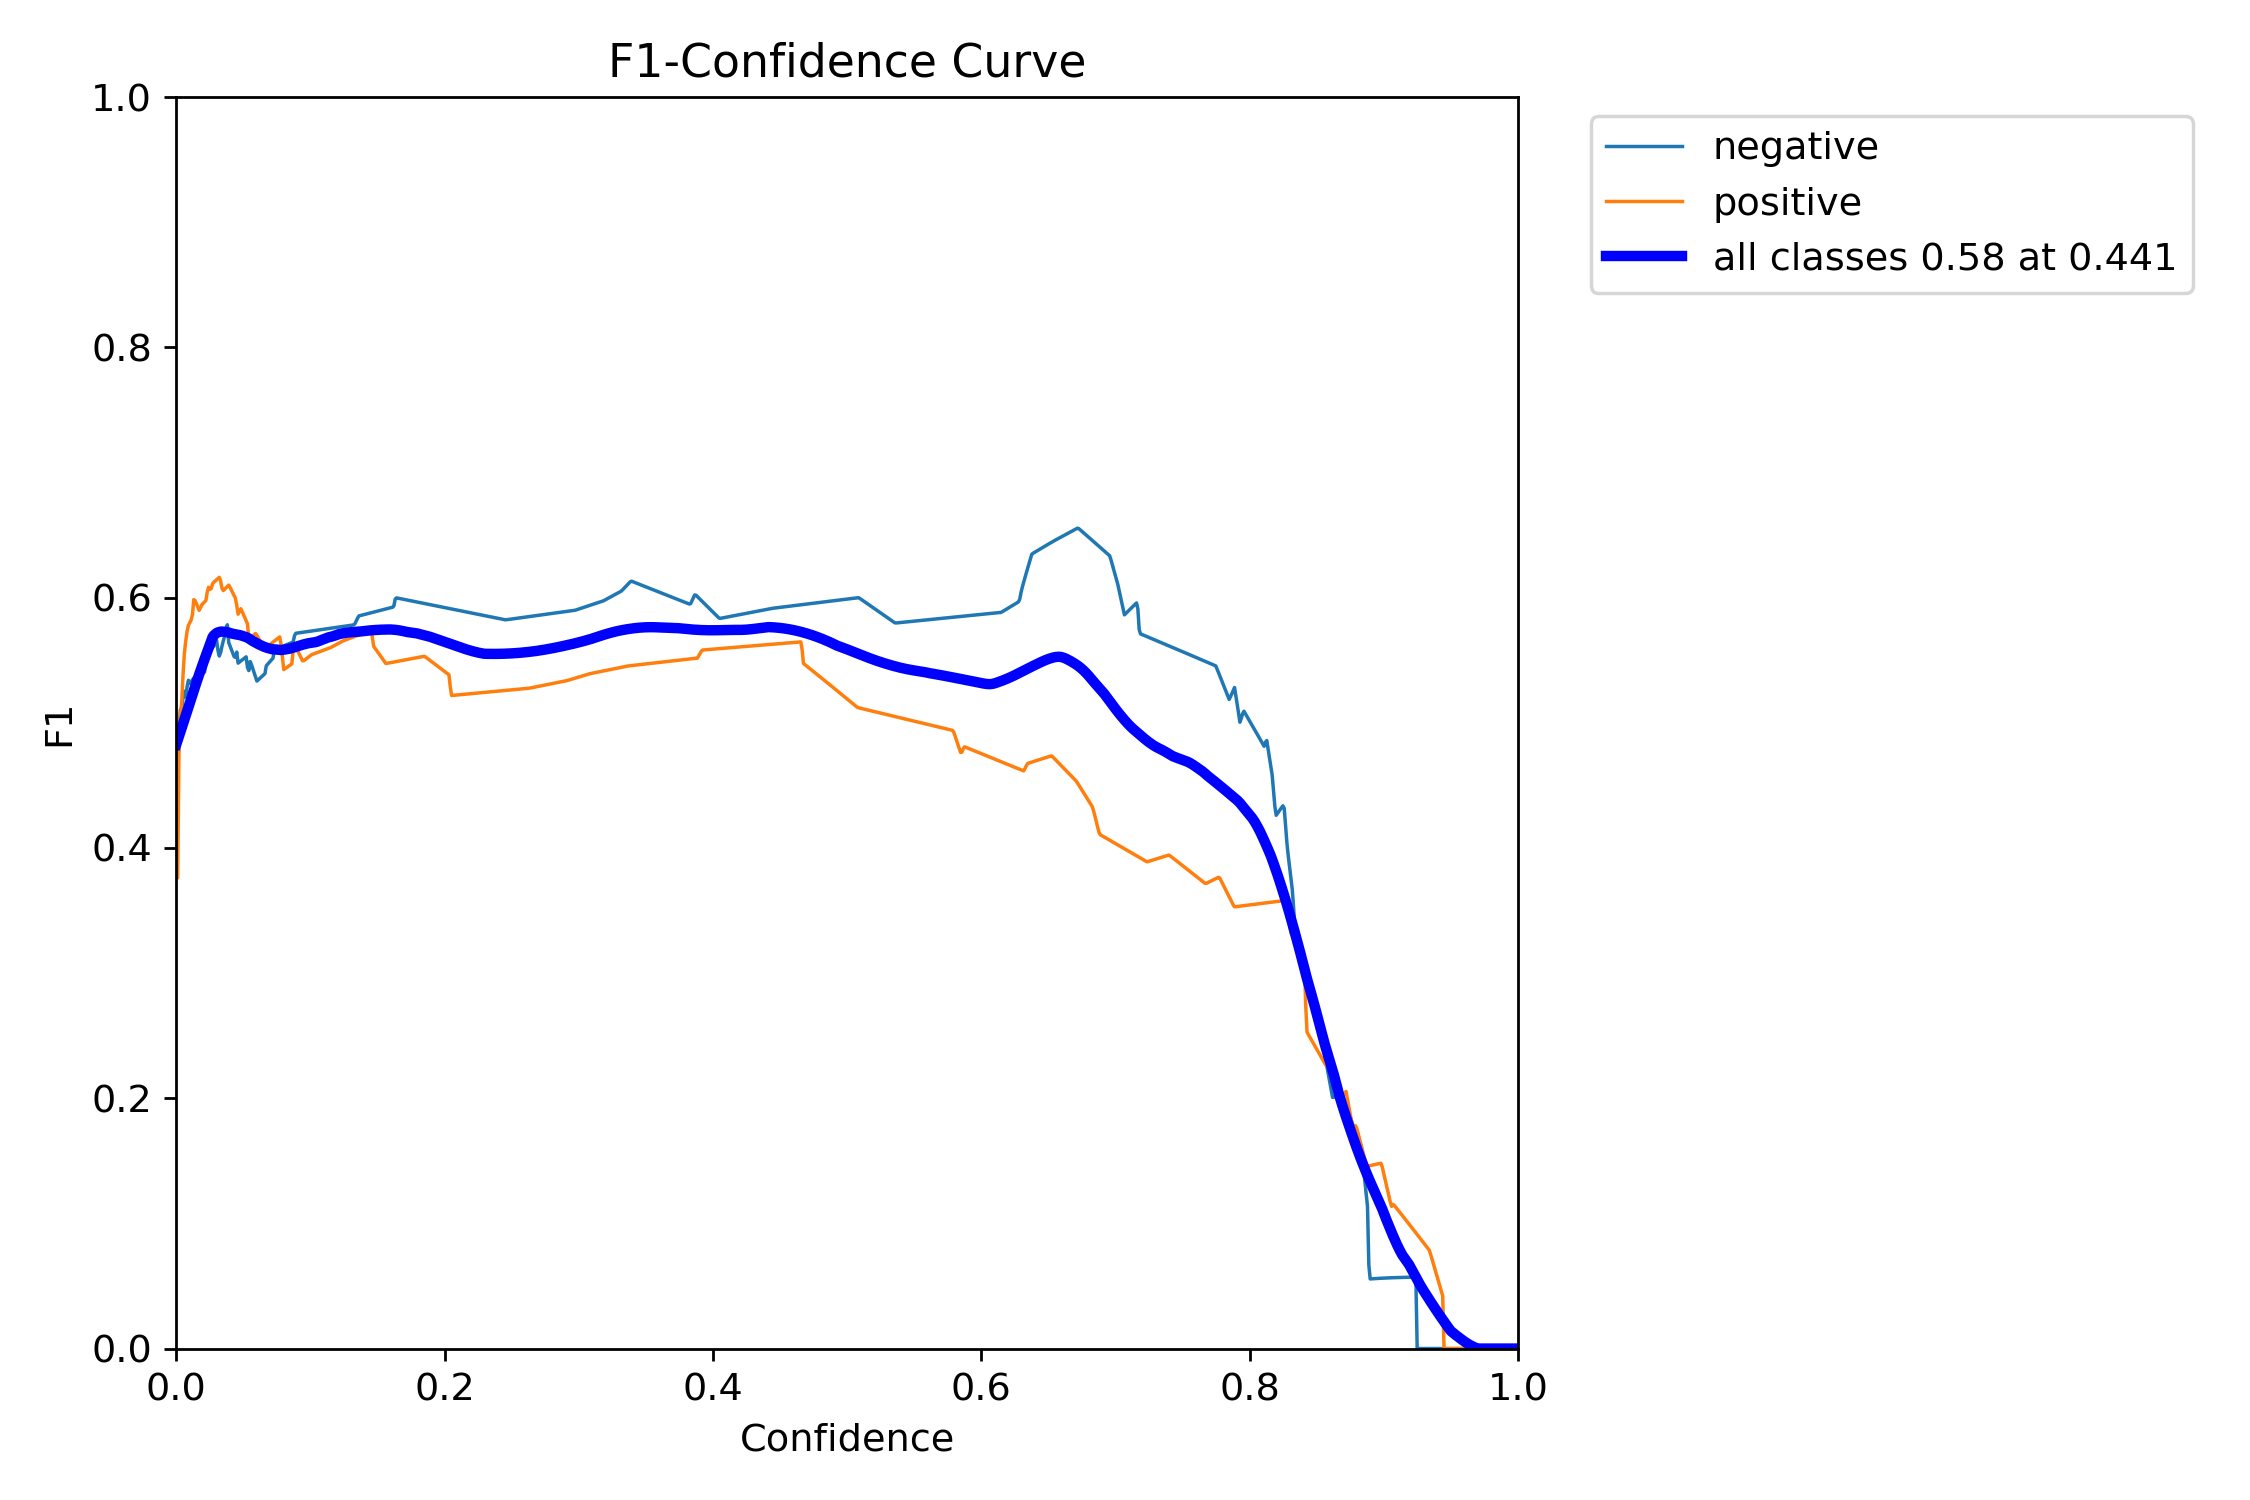 F1-Confidence Curve
1.0
0.8
0.6
0.4
0.2
0.0
F1
0.0 0.2 0.4 0.6 0.8 1.0
Confidence
negative
positive
all classes 0.58 at 0.441